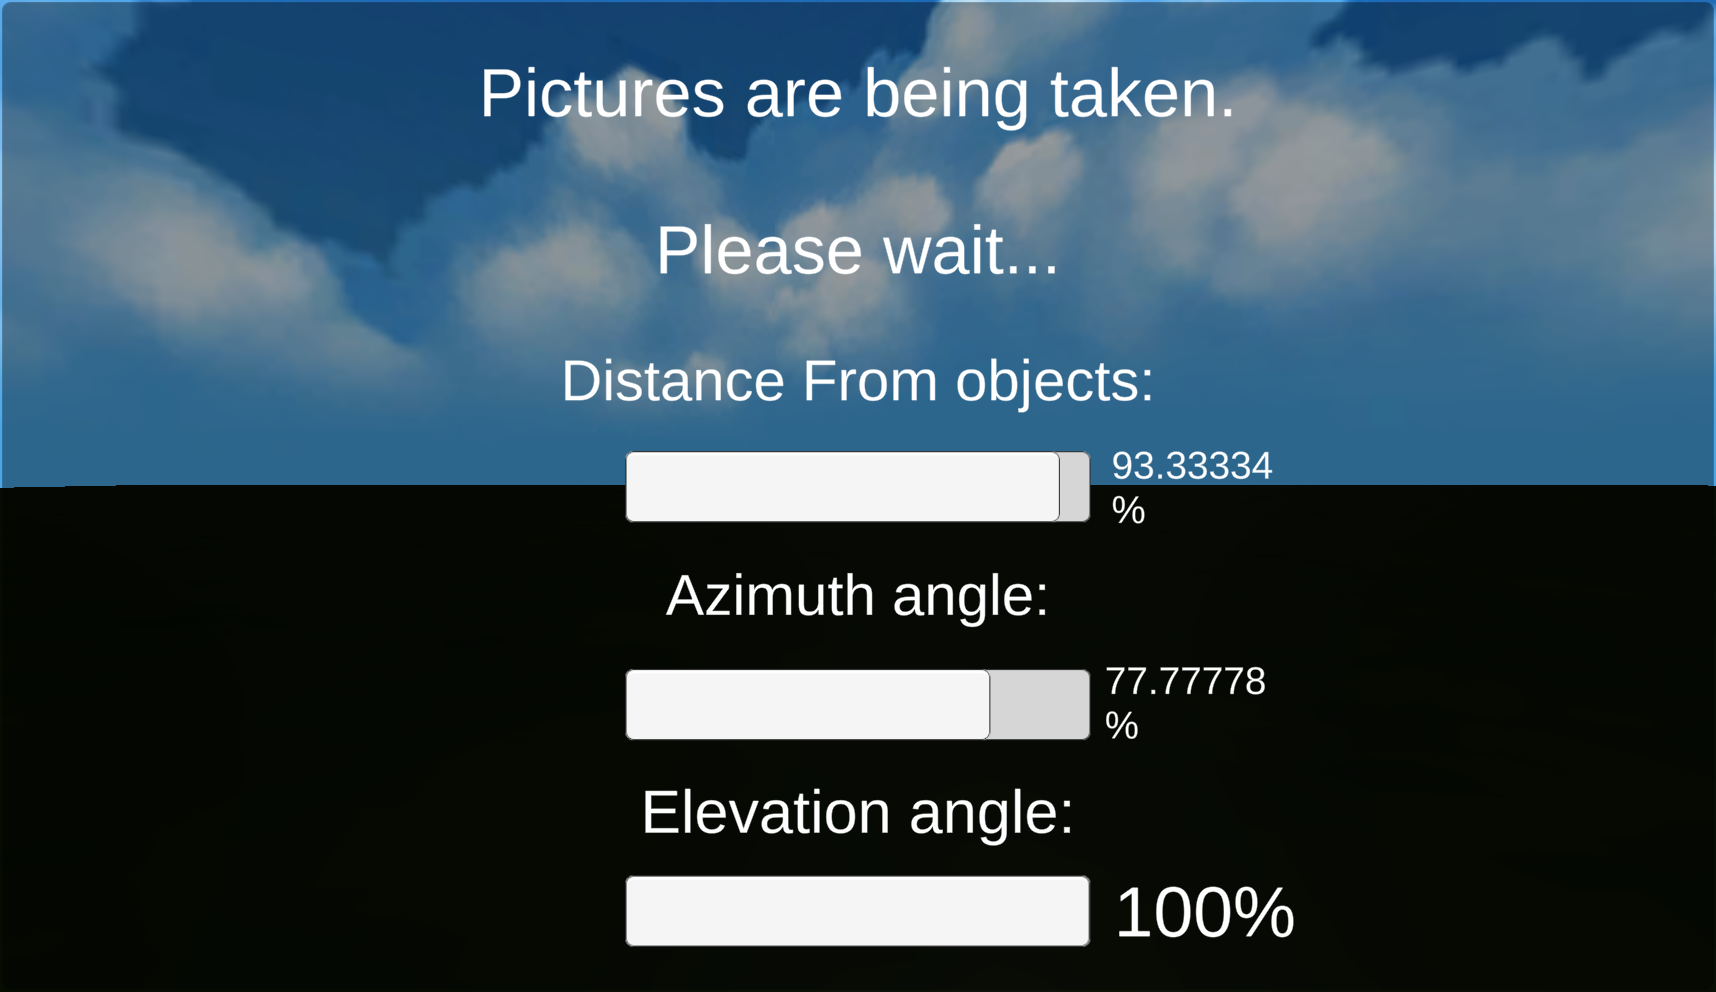 Pictures are being taken.
Please wait...
Distance From objects:
93.33334
%
Azimuth angle:
77.77778
%
Elevation angle:
100%